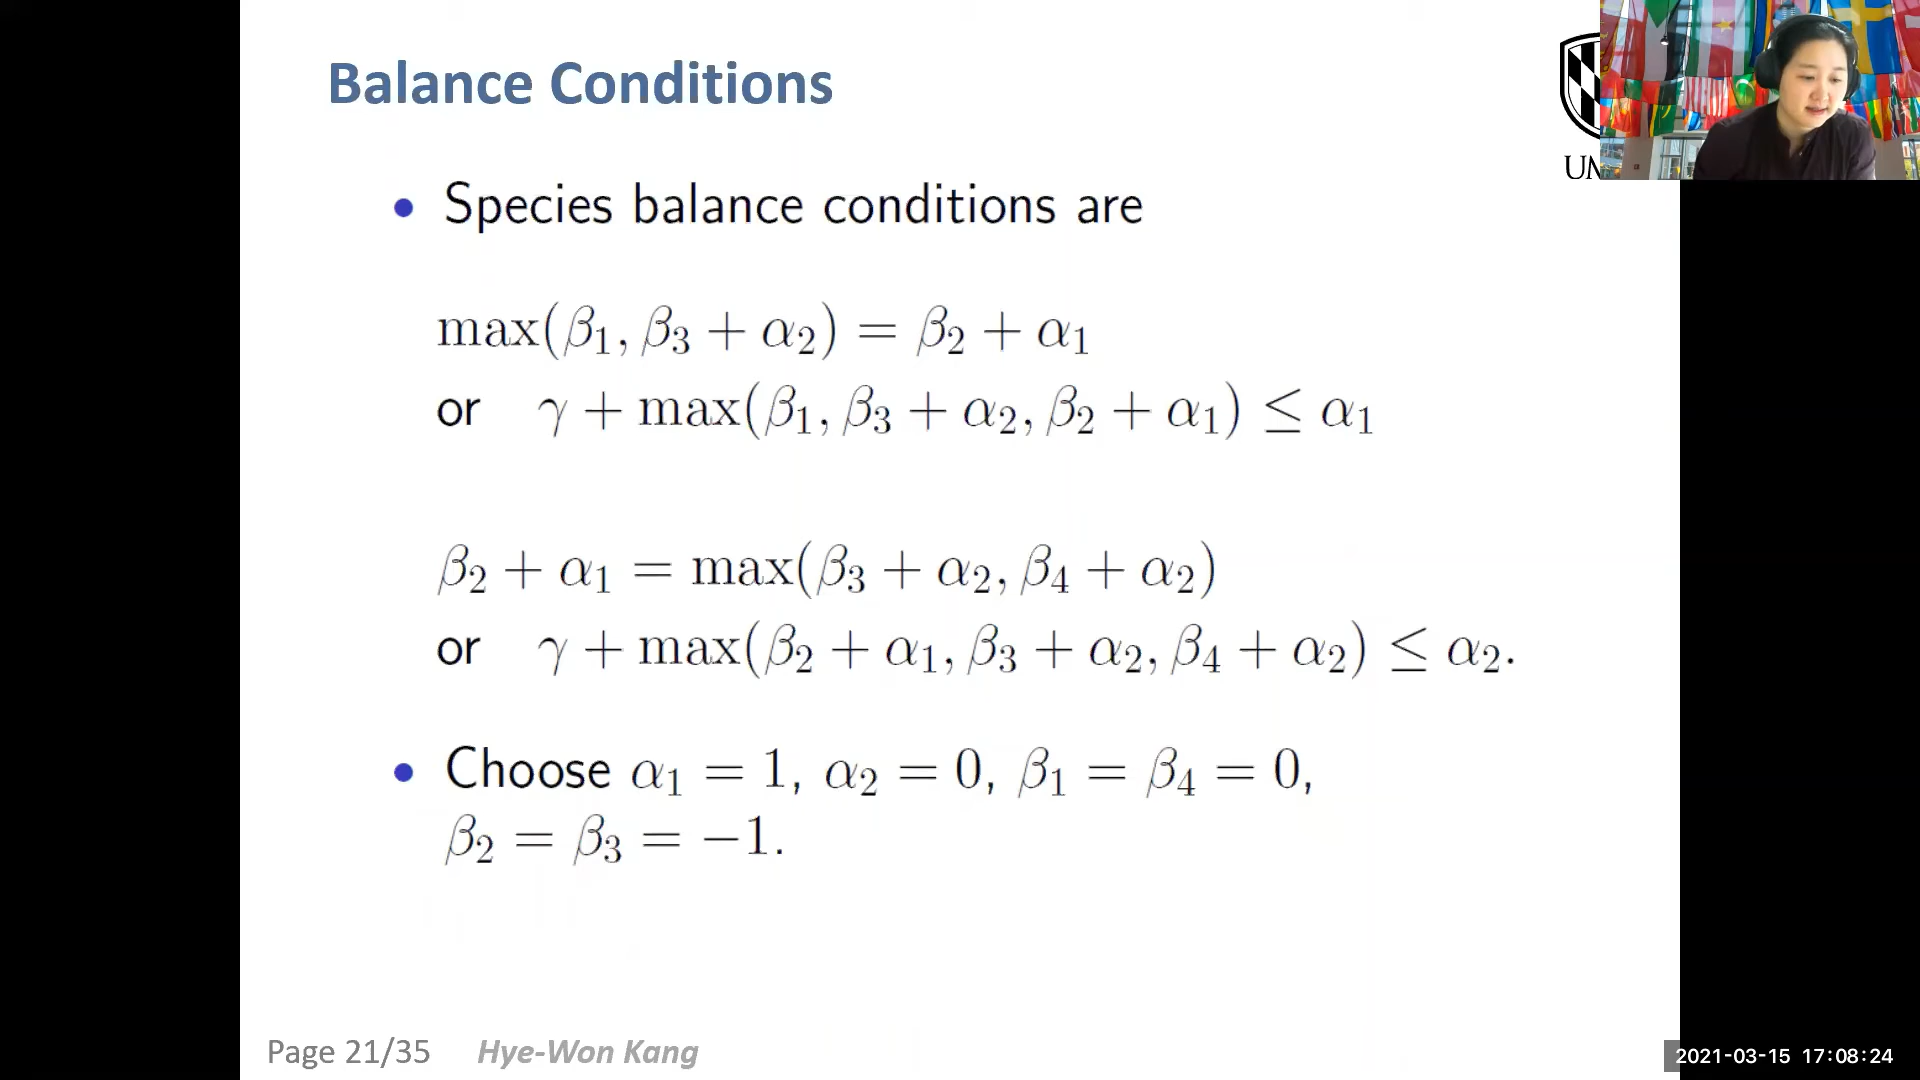 Balance Conditions
UM
• Species balance conditions are
max(β₁, β₃ + α₂) = β₂ + α₁
or γ + max(β₁, β₃ + α₂, β₂ + α₁) ≤ α₁
β₂ + α₁ = max(β₃ + α₂, β₄ + α₂)
or γ + max(β₂ + α₁, β₃ + α₂, β₄ + α₂) ≤ α₂.
• Choose α₁ = 1, α₂ = 0, β₁ = β₄ = 0,
β₂ = β₃ = −1.
Page 21/35 Hye-Won Kang
2021-03-15 17:08:24